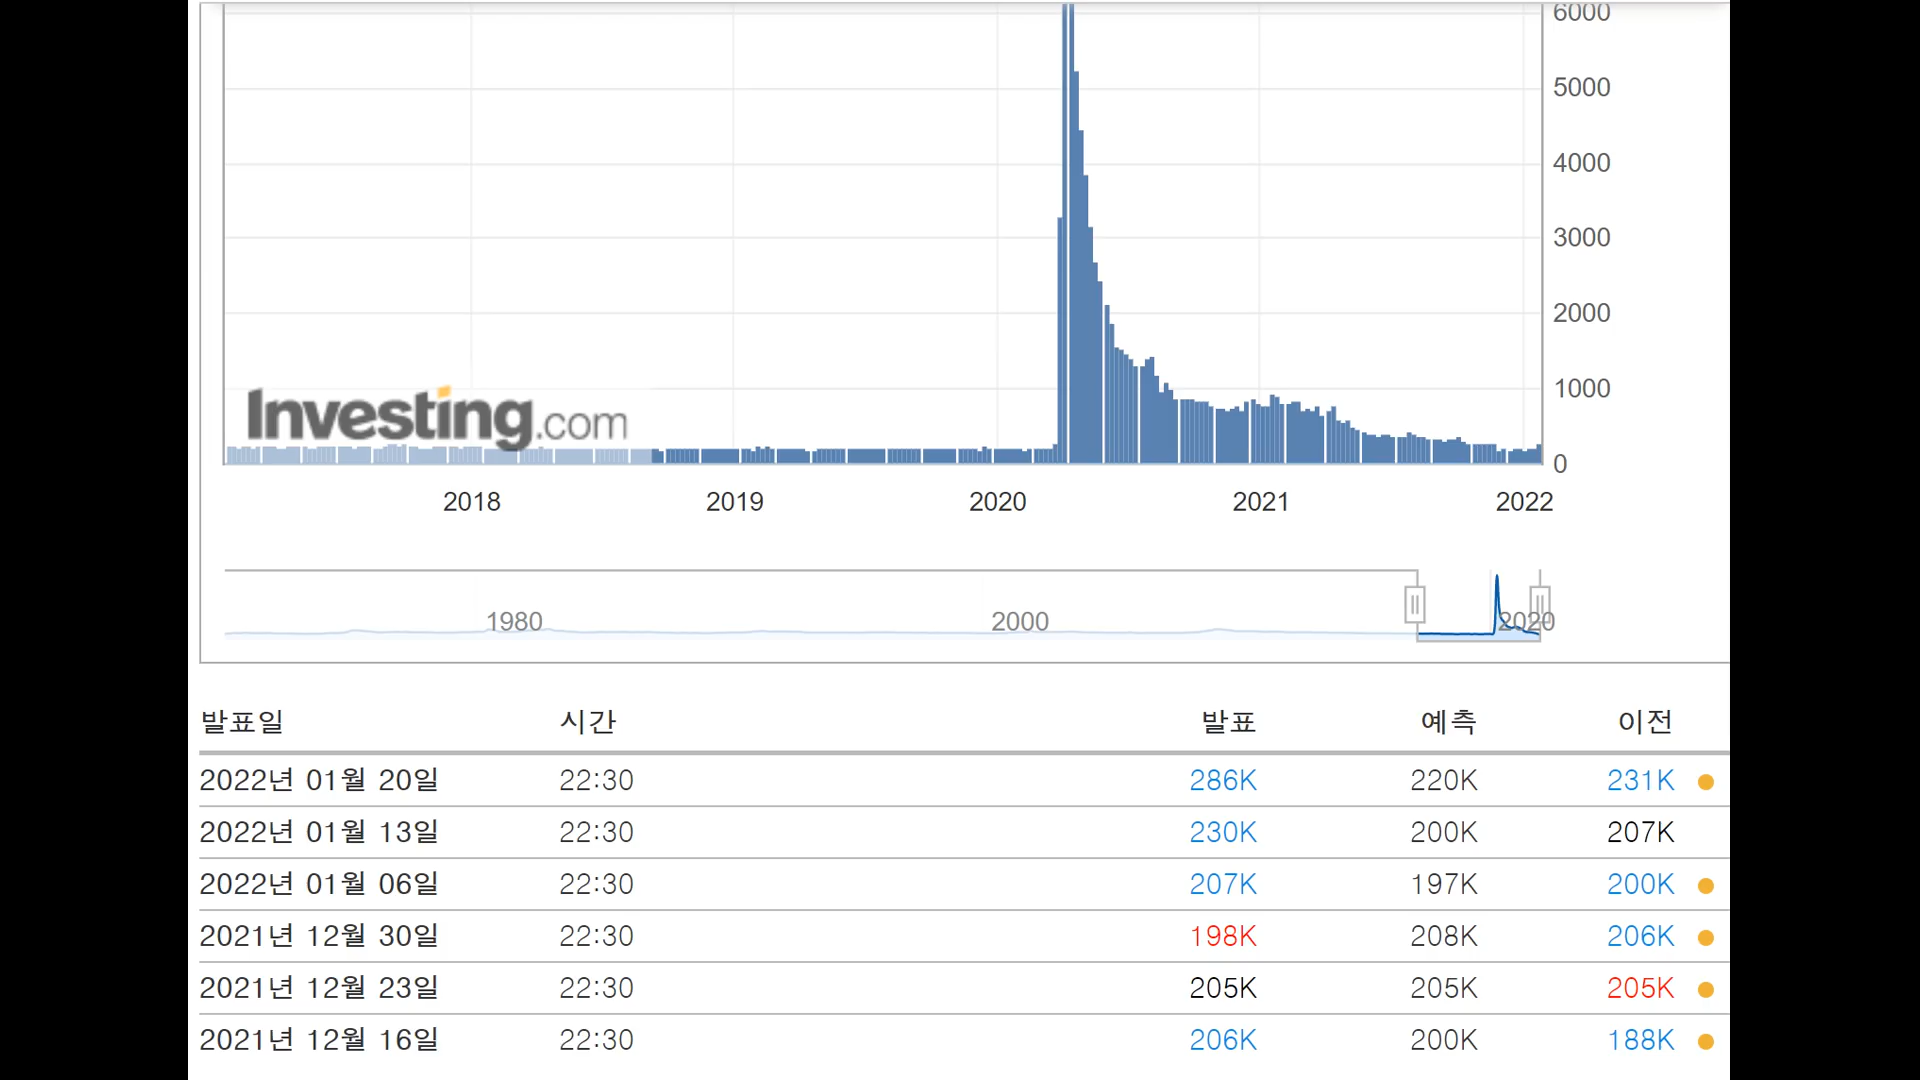 6000
5000
4000
3000
2000
1000
0
Investing.com
2018 2019 2020 2021 2022
1980 2000 2020
발표일 시간 발표 예측 이전
2022년 01월 20일 22:30 286K 220K 231K
2022년 01월 13일 22:30 230K 200K 207K
2022년 01월 06일 22:30 207K 197K 200K
2021년 12월 30일 22:30 198K 208K 206K
2021년 12월 23일 22:30 205K 205K 205K
2021년 12월 16일 22:30 206K 200K 188K